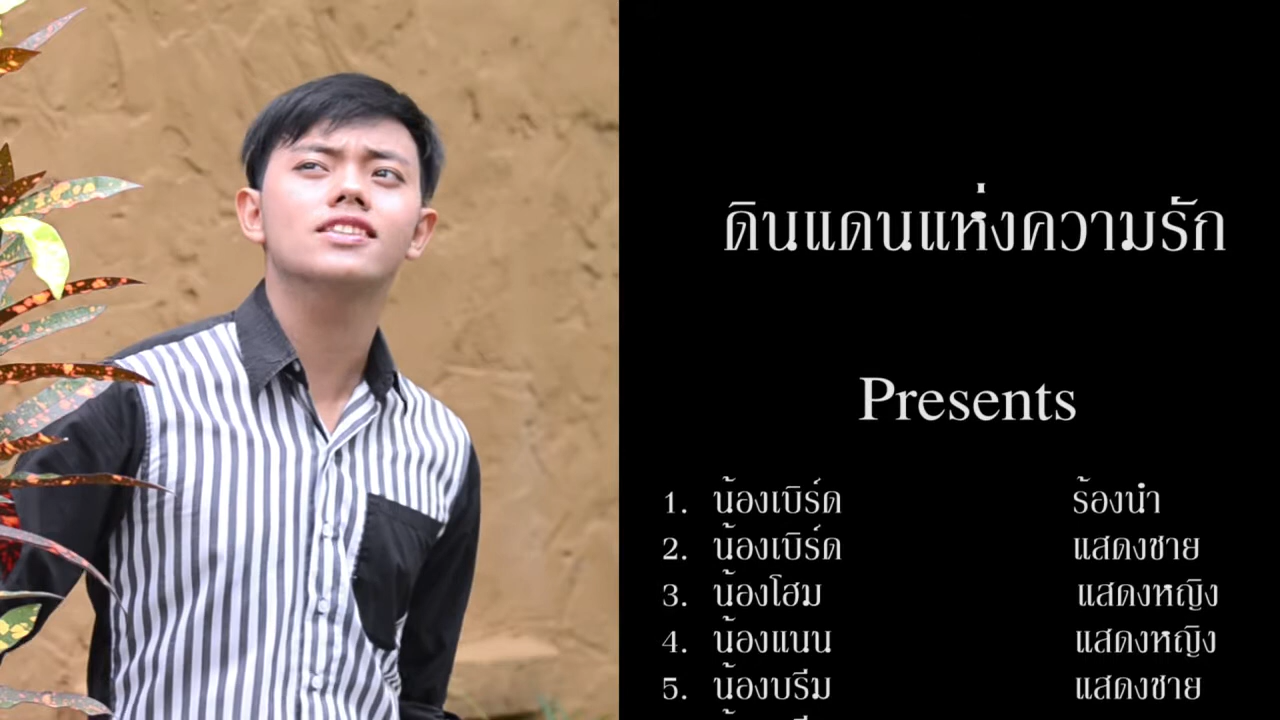 ดินแดนแห่งความรัก
Presents
1. น้องเบิร์ด ร้องนำ
2. น้องเบิร์ด แสดงชาย
3. น้องโฮม แสดงหญิง
4. น้องแนน แสดงหญิง
5. น้องบรีม แสดงชาย